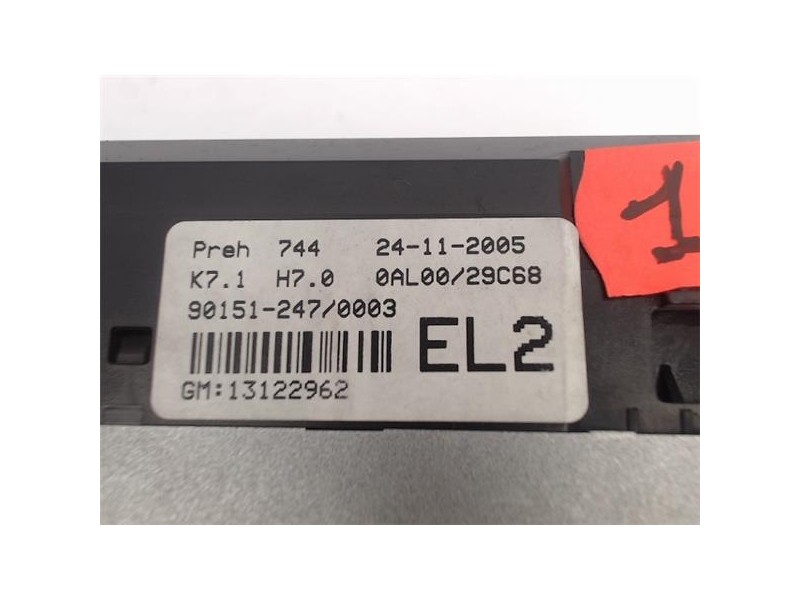 Preh 744 24-11-2005
K7.1 H7.0 0AL00/29C68
90151-247/0003
EL2
GM:13122962
1